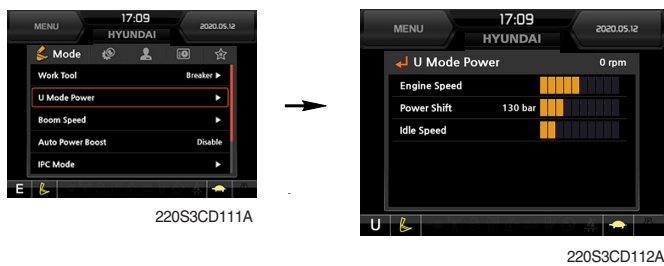 MENU
17:09
2020.05.12
HYUNDAI
Mode
Work Tool
Breaker ▶
U Mode Power ▶
Boom Speed ▶
Auto Power Boost
Disable
IPC Mode ▶
E
220S3CD111A
MENU
17:09
2020.05.12
HYUNDAI
U Mode Power
0 rpm
Engine Speed
Power Shift
130 bar
Idle Speed
U
220S3CD112A